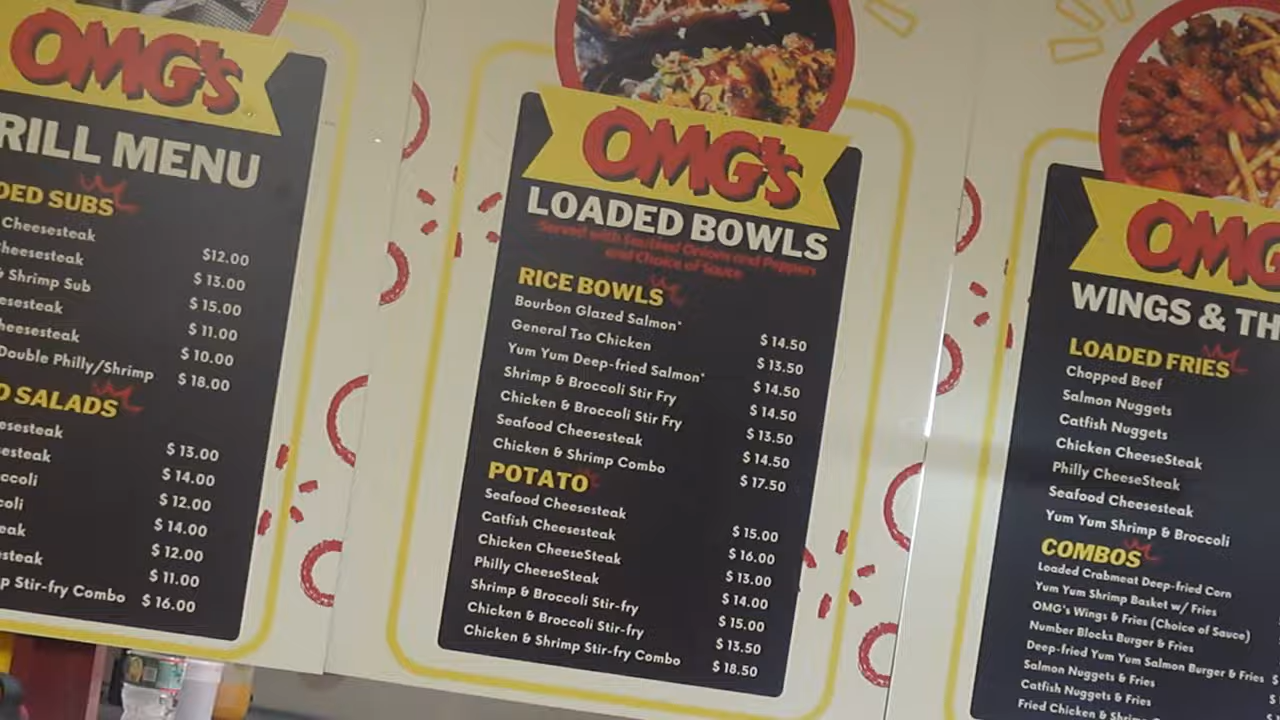 OMG's
RILL MENU
DED SUBS
Cheesesteak $12.00
heesesteak $13.00
& Shrimp Sub $15.00
esesteak $11.00
heesesteak $10.00
Double Philly/Shrimp $18.00
D SALADS
esesteak $13.00
esteak $14.00
ccoli $12.00
coli $14.00
eak $12.00
steak $11.00
p Stir-fry Combo $16.00
OMG's
LOADED BOWLS
Served with Sautéed Onions and Peppers
and Choice of Sauce
RICE BOWLS
Bourbon Glazed Salmon* $14.50
General Tso Chicken $13.50
Yum Yum Deep-fried Salmon* $14.50
Shrimp & Broccoli Stir Fry $14.50
Chicken & Broccoli Stir Fry $13.50
Seafood Cheesesteak $14.50
Chicken & Shrimp Combo $17.50
POTATO
Seafood Cheesesteak $15.00
Catfish Cheesesteak $16.00
Chicken CheeseSteak $13.00
Philly CheeseSteak $14.00
Shrimp & Broccoli Stir-fry $15.00
Chicken & Broccoli Stir-fry $13.50
Chicken & Shrimp Stir-fry Combo $18.50
OMG
WINGS & TH
LOADED FRIES
Chopped Beef
Salmon Nuggets
Catfish Nuggets
Chicken CheeseSteak
Philly CheeseSteak
Seafood Cheesesteak
Yum Yum Shrimp & Broccoli
COMBOS
Loaded Crabmeat Deep-fried Corn
Yum Yum Shrimp Basket w/ Fries
OMG's Wings & Fries (Choice of Sauce)
Number Blocks Burger & Fries
Deep-fried Yum Yum Salmon Burger & Fries $
Salmon Nuggets & Fries $
Catfish Nuggets & Fries
Fried Chicken & Shrimp